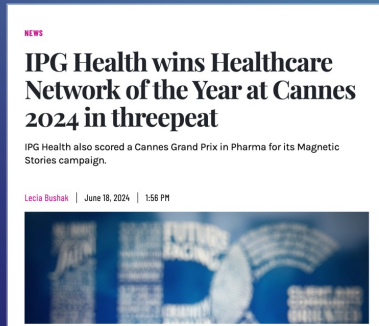 NEWS
IPG Health wins Healthcare
Network of the Year at Cannes
2024 in threepeat
IPG Health also scored a Cannes Grand Prix in Pharma for its Magnetic
Stories campaign.
Lecia Bushak | June 18, 2024 | 1:56 PM
IPG